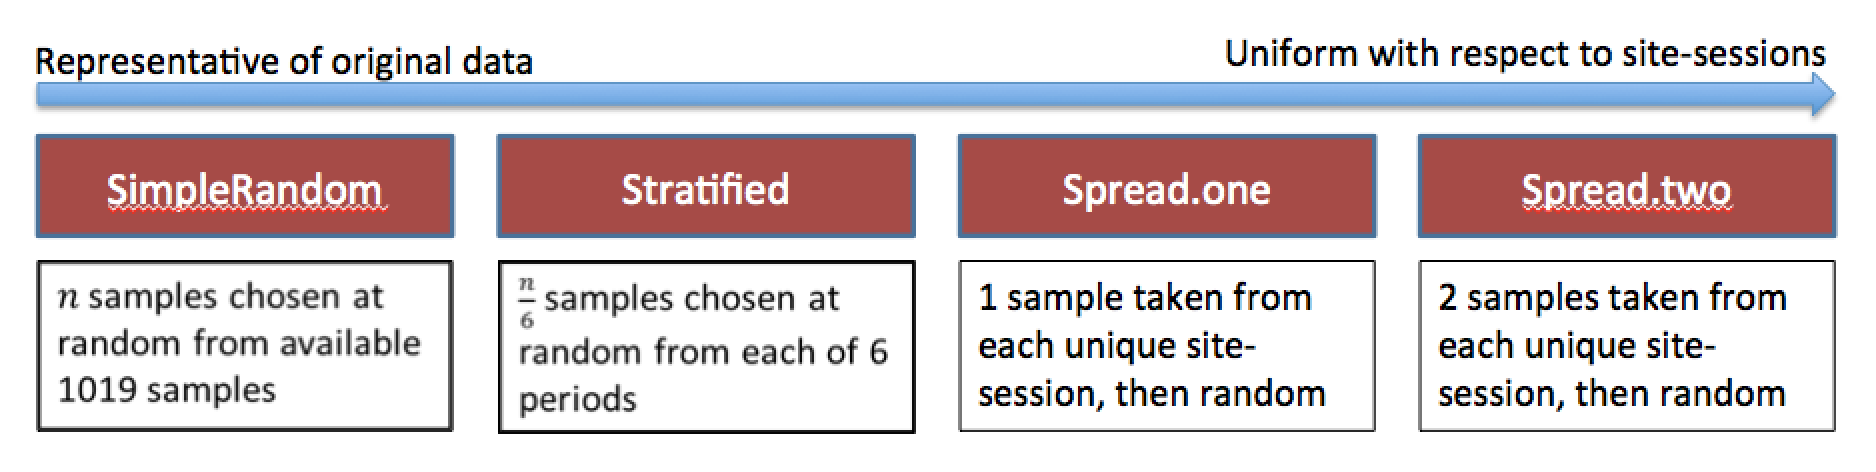 Representative of original data
Uniform with respect to site-sessions
SimpleRandom
Stratified
Spread.one
Spread.two
n samples chosen at
random from available
1019 samples
n/6 samples chosen at
random from each of 6
periods
1 sample taken from
each unique site-
session, then random
2 samples taken from
each unique site-
session, then random